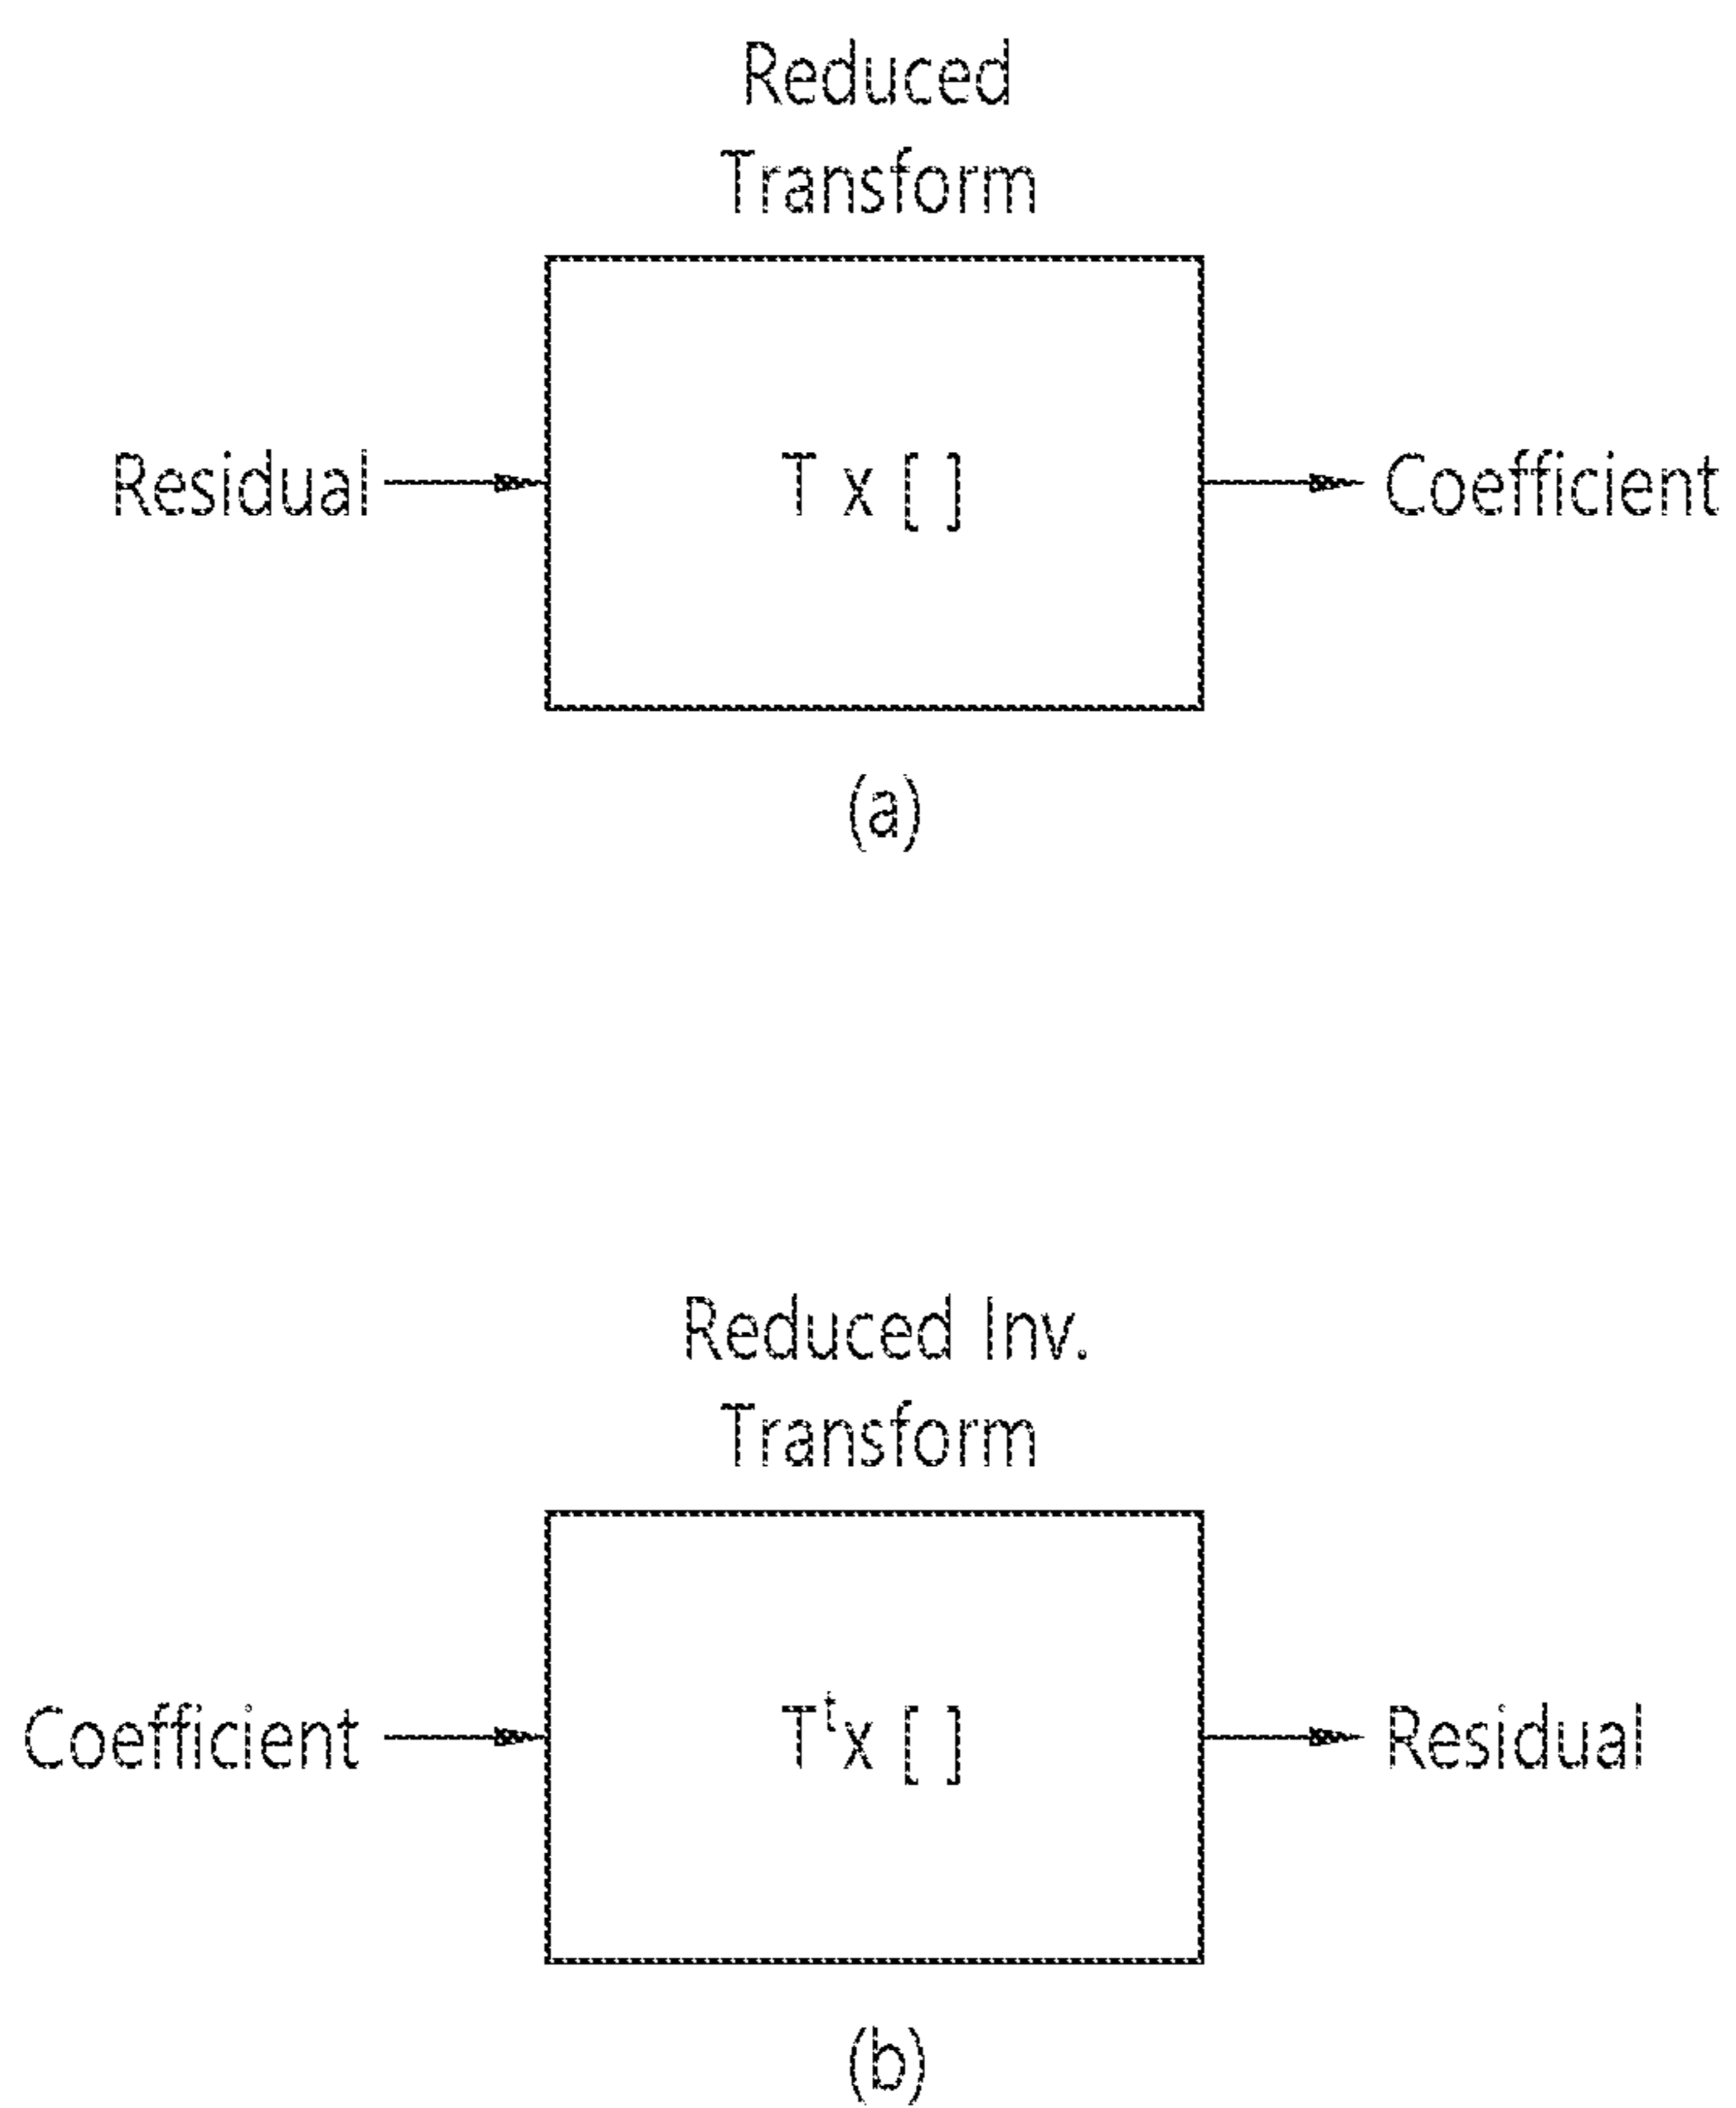 Reduced
Transform
Residual
T x [ ]
Coefficient
(a)
Reduced Inv.
Transform
Coefficient
Tᵗx [ ]
Residual
(b)